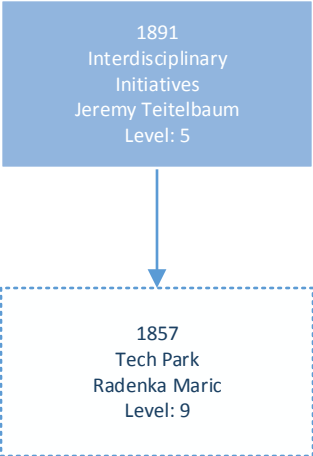 1891
Interdisciplinary
Initiatives
Jeremy Teitelbaum
Level: 5
1857
Tech Park
Radenka Maric
Level: 9